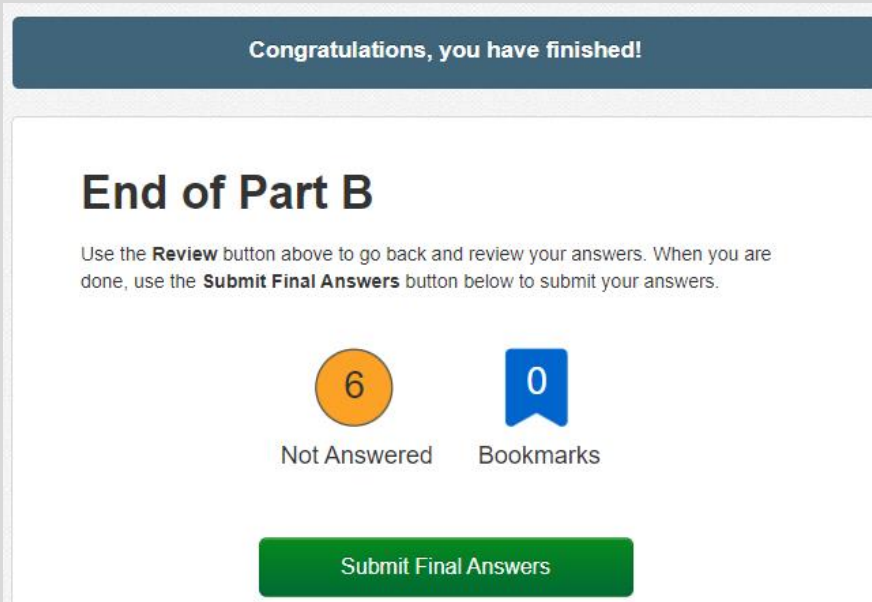 Congratulations, you have finished!
End of Part B
Use the Review button above to go back and review your answers. When you are
done, use the Submit Final Answers button below to submit your answers.
6
0
Not Answered
Bookmarks
Submit Final Answers